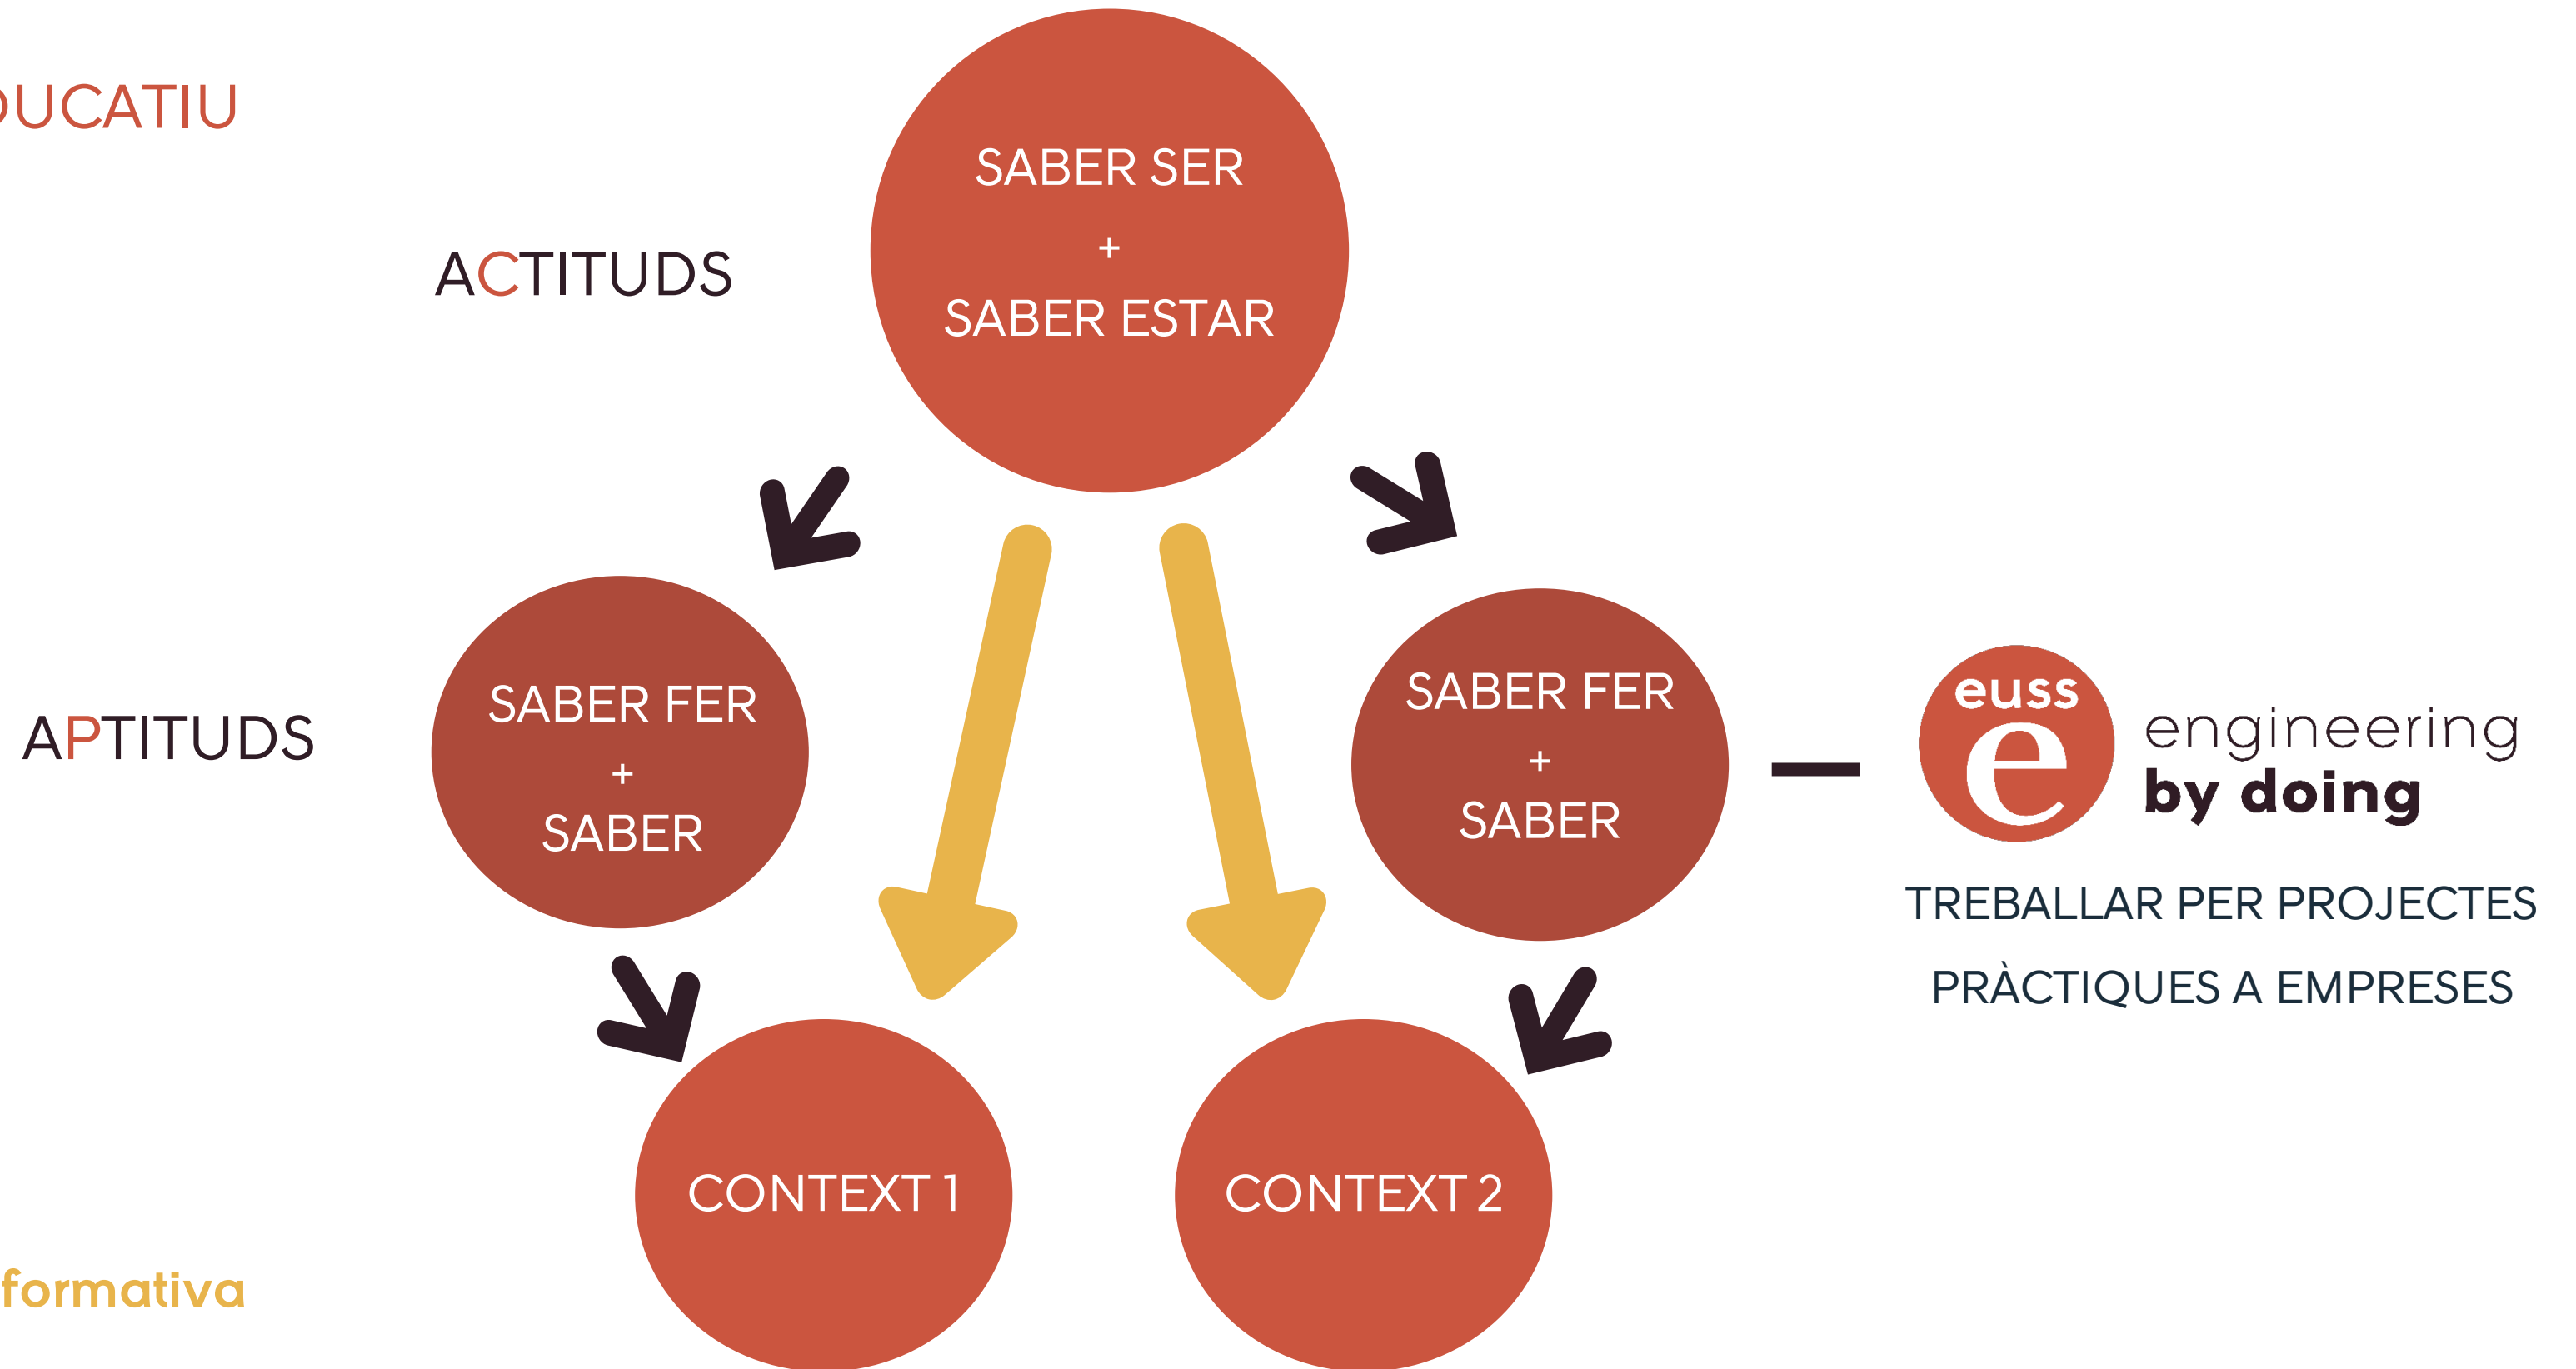 DUCATIU
SABER SER
+
SABER ESTAR
ACTITUDS
APTITUDS
SABER FER
+
SABER
SABER FER
+
SABER
euss
e
engineering
by doing
TREBALLAR PER PROJECTES
PRÀCTIQUES A EMPRESES
CONTEXT 1
CONTEXT 2
formativa